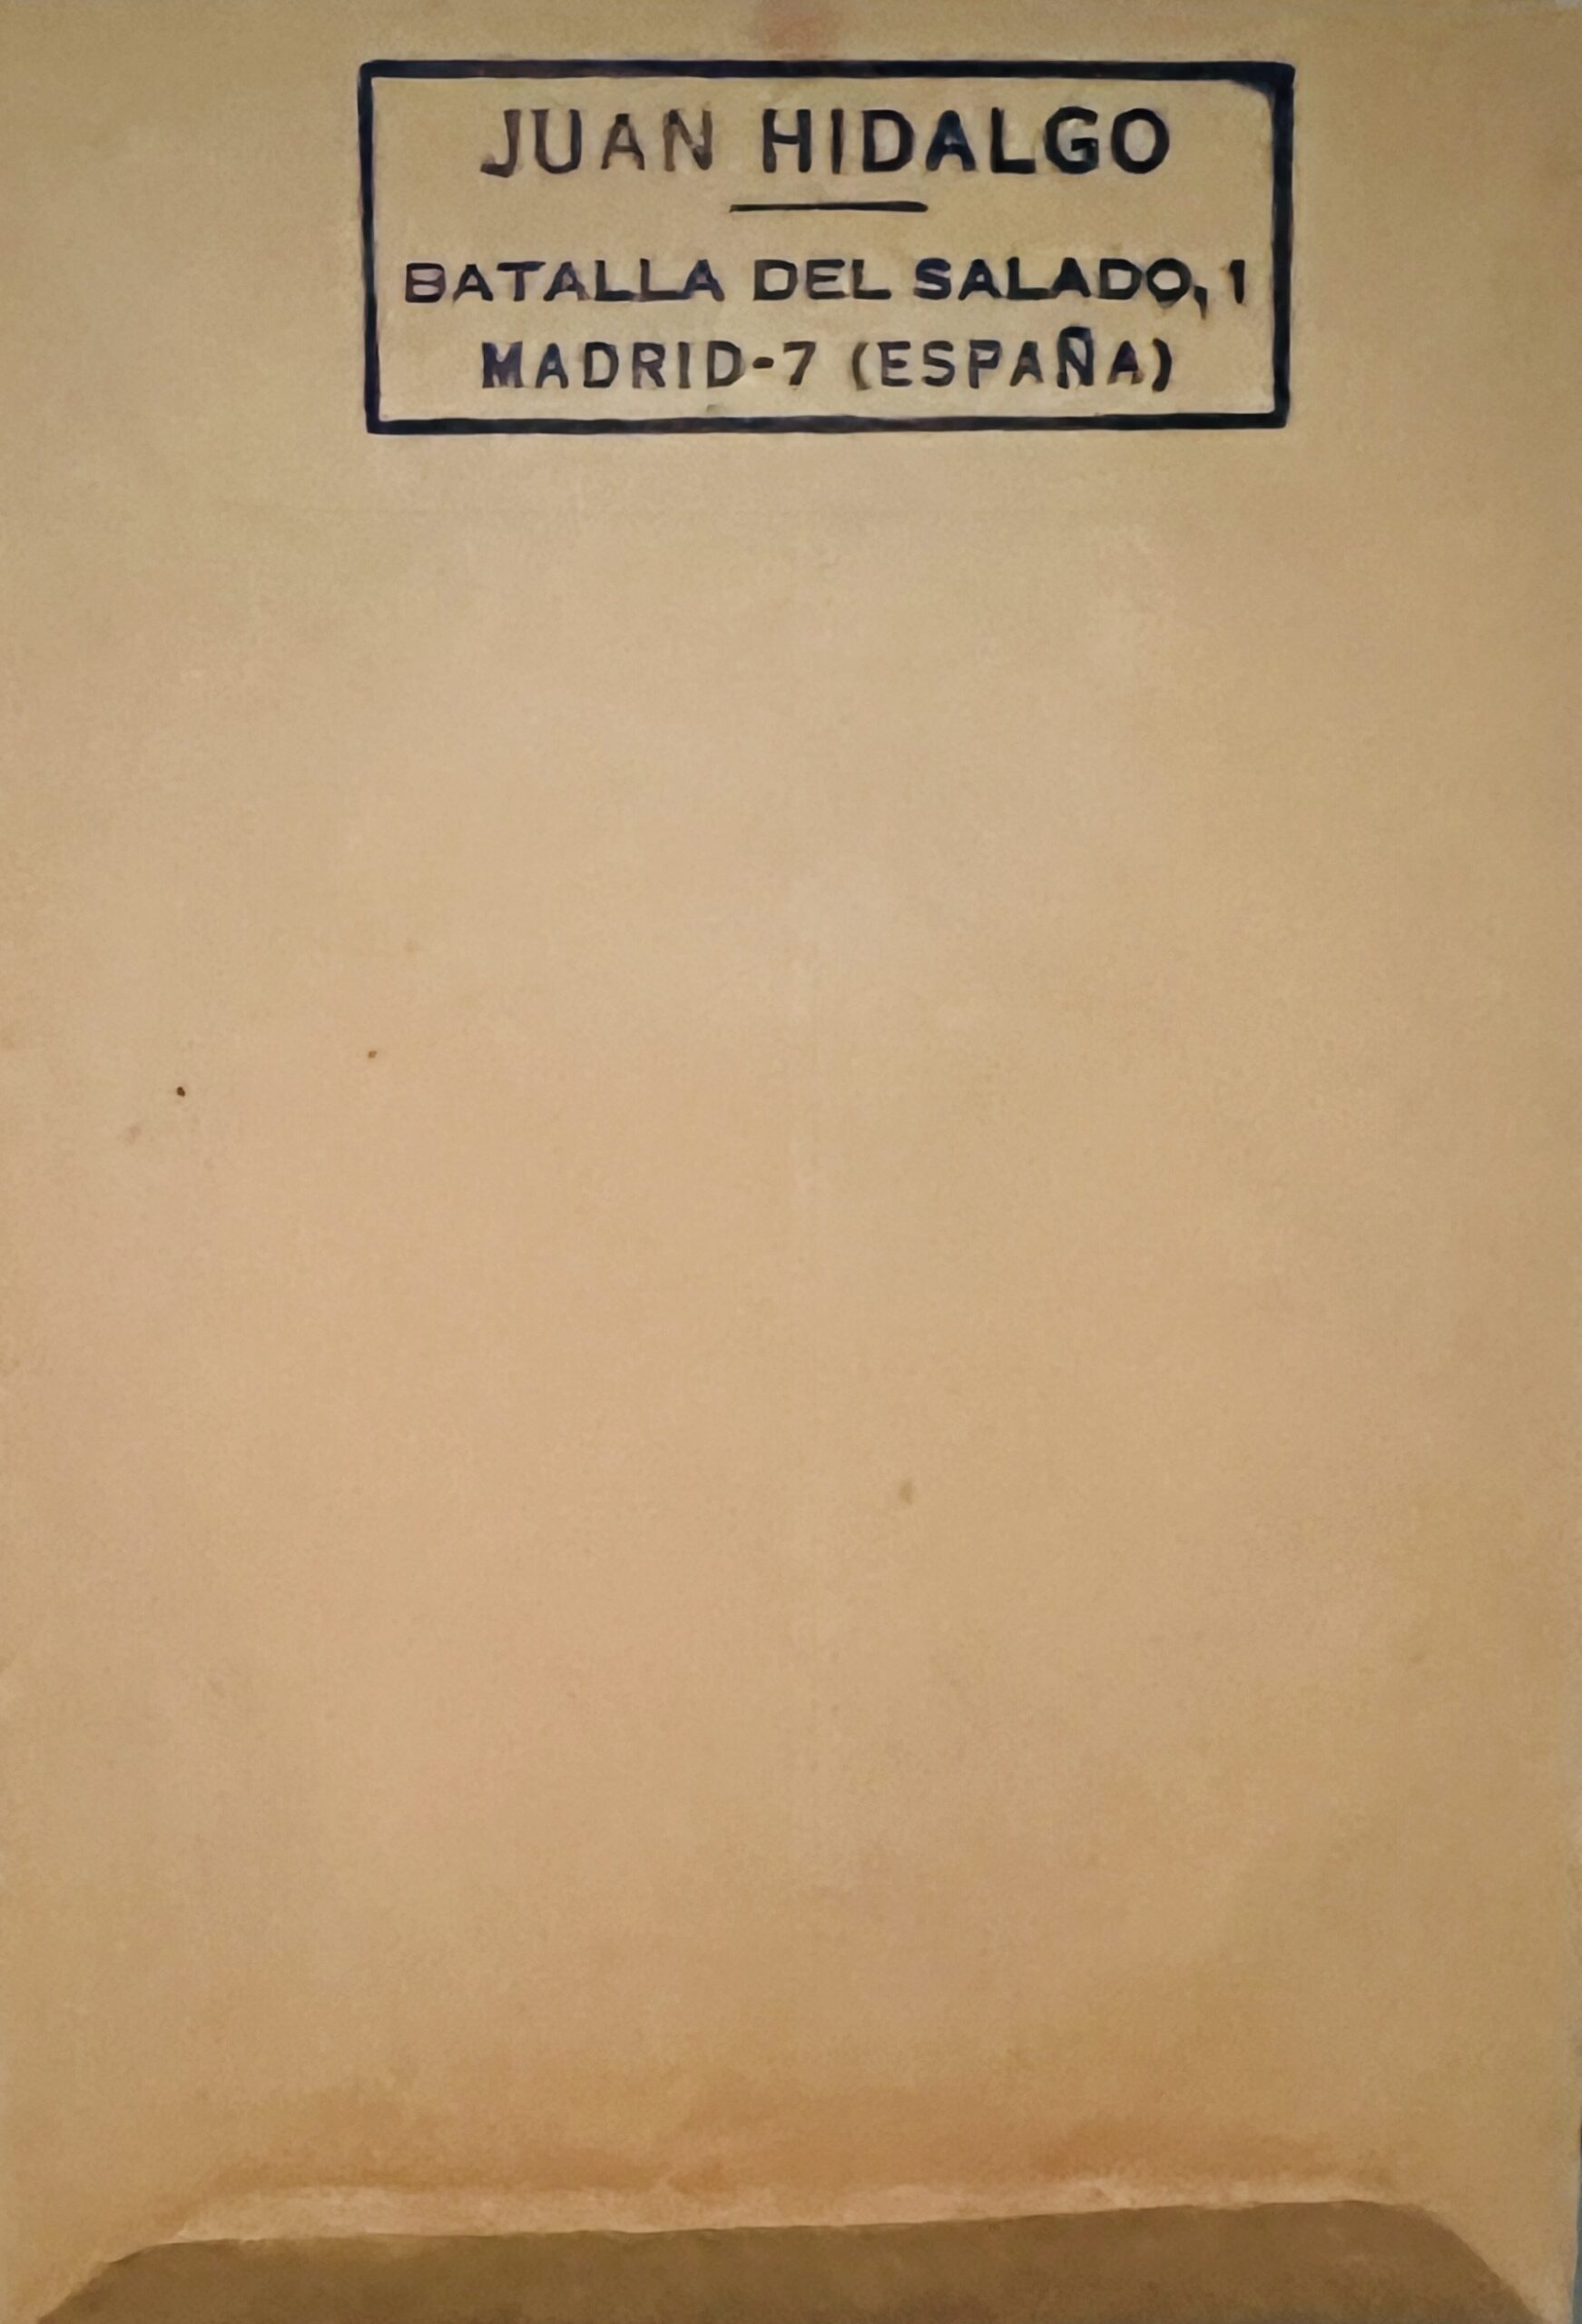 JUAN HIDALGO
BATALLA DEL SALADO, 1
MADRID-7 (ESPAÑA)